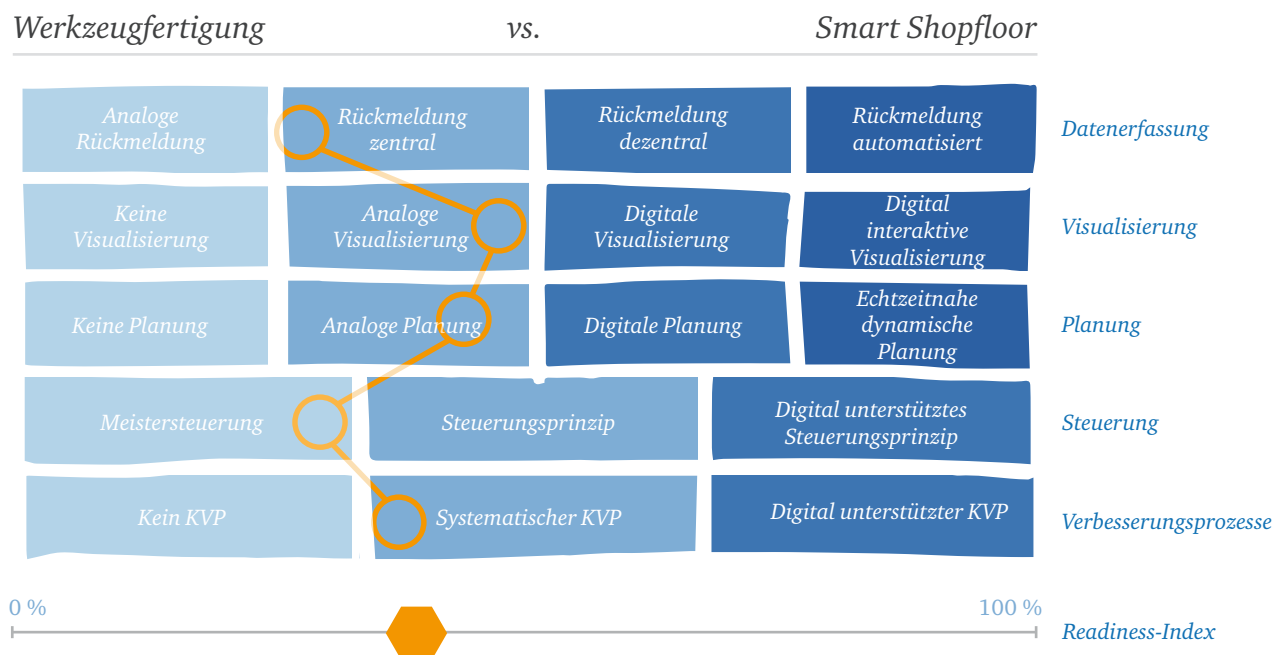 Werkzeugfertigung vs. Smart Shopfloor
Analoge
Rückmeldung
Rückmeldung
zentral
Rückmeldung
dezentral
Rückmeldung
automatisiert
Datenerfassung
Keine
Visualisierung
Analoge
Visualisierung
Digitale
Visualisierung
Digital
interaktive
Visualisierung
Visualisierung
Keine Planung
Analoge Planung
Digitale Planung
Echtzeitnahe
dynamische
Planung
Planung
Meistersteuerung
Steuerungsprinzip
Digital unterstütztes
Steuerungsprinzip
Steuerung
Kein KVP
Systematischer KVP
Digital unterstützter KVP
Verbesserungsprozesse
0 %
100 %
Readiness-Index